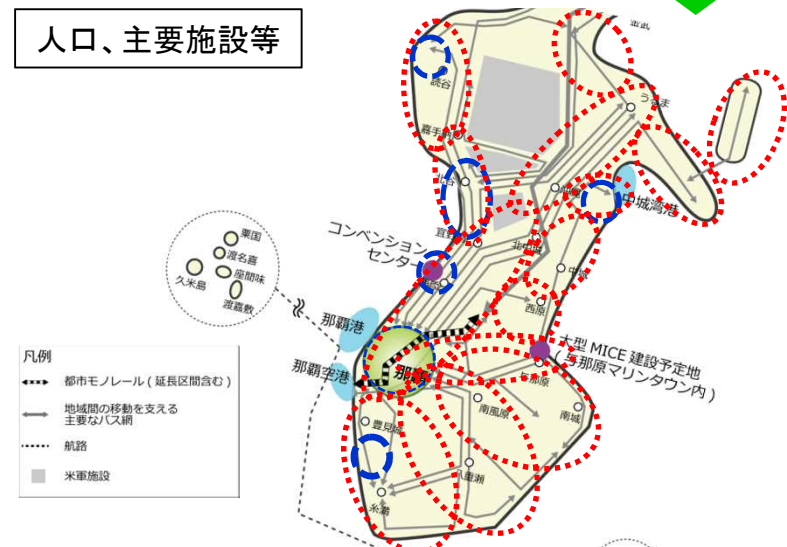 人口、主要施設等
金武
読谷
うるま
嘉手納
北谷
中城湾港
宜野湾
北中城
コンベンション
センター
中城
粟国
渡名喜
座間味
久米島
渡嘉敷
西原
那覇港
大型 MICE 建設予定地
( 与那原マリンタウン内 )
那覇空港
那覇
与那原
南風原
南城
豊見城
八重瀬
糸満
凡例
都市モノレール ( 延長区間含む )
地域間の移動を支える
主要なバス網
航路
米軍施設